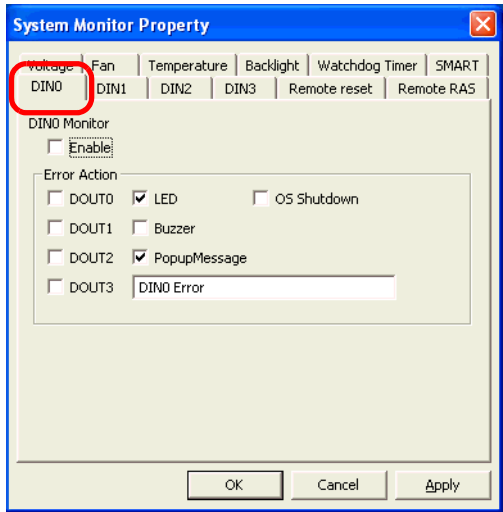 System Monitor Property
Voltage Fan Temperature Backlight Watchdog Timer SMART
DIN0 DIN1 DIN2 DIN3 Remote reset Remote RAS
DIN0 Monitor
Enable
Error Action
DOUT0 LED OS Shutdown
DOUT1 Buzzer
DOUT2 PopupMessage
DOUT3 DIN0 Error
OK Cancel Apply